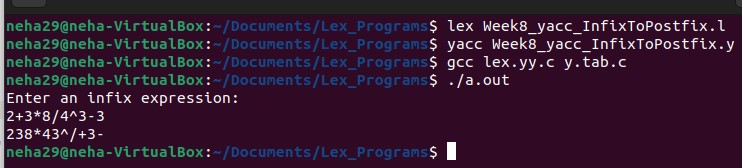 neha29@neha-VirtualBox:~/Documents/Lex_Programs$ lex Week8_yacc_InfixToPostfix.l
neha29@neha-VirtualBox:~/Documents/Lex_Programs$ yacc Week8_yacc_InfixToPostfix.y
neha29@neha-VirtualBox:~/Documents/Lex_Programs$ gcc lex.yy.c y.tab.c
neha29@neha-VirtualBox:~/Documents/Lex_Programs$ ./a.out
Enter an infix expression:
2+3*8/4^3-3
238*43^/+3-
neha29@neha-VirtualBox:~/Documents/Lex_Programs$